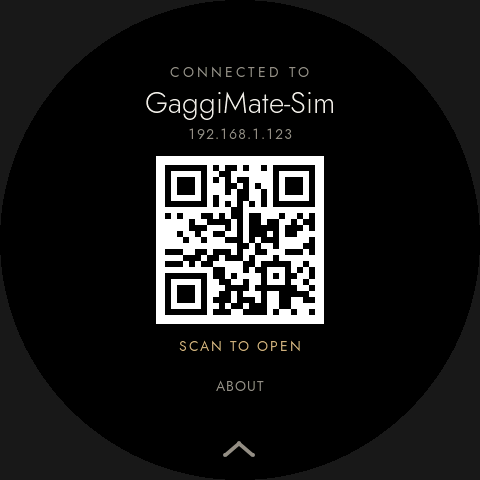 CONNECTED TO
GaggiMate-Sim
192.168.1.123
SCAN TO OPEN
ABOUT